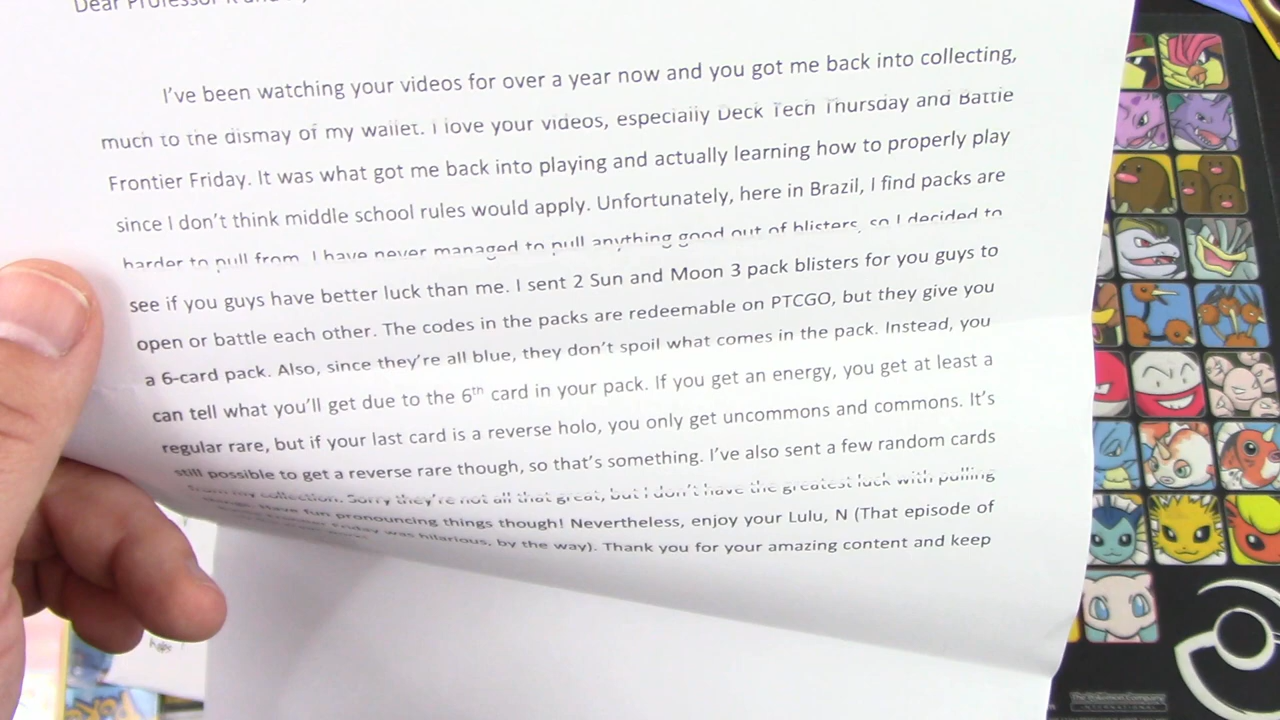 Dear Professor
I've been watching your videos for over a year now and you got me back into collecting,
much to the dismay of my wallet. I love your videos, especially Deck Tech Thursday and Battle
Frontier Friday. It was what got me back into playing and actually learning how to properly play
since I don't think middle school rules would apply. Unfortunately, here in Brazil, I find packs are
harder to pull from. I have never managed to pull anything good out of blisters, so I decided to
see if you guys have better luck than me. I sent 2 Sun and Moon 3 pack blisters for you guys to
open or battle each other. The codes in the packs are redeemable on PTCGO, but they give you
a 6-card pack. Also, since they're all blue, they don't spoil what comes in the pack. Instead, you
can tell what you'll get due to the 6th card in your pack. If you get an energy, you get at least a
regular rare, but if your last card is a reverse holo, you only get uncommons and commons. It's
still possible to get a reverse rare though, so that's something. I've also sent a few random cards
from my collection. Sorry they're not all that great, but I don't have the greatest luck with pulling
Have fun pronouncing things though! Nevertheless, enjoy your Lulu, N (That episode of
Friday was hilarious, by the way). Thank you for your amazing content and keep
The Pokémon Company
INTERNATIONAL